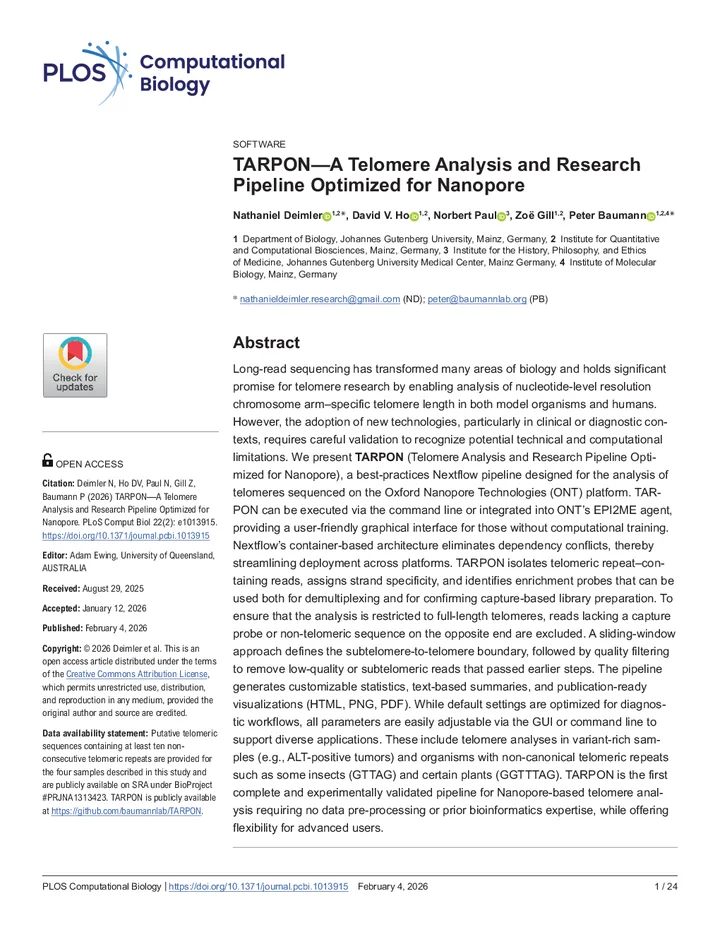 PLOS Computational
Biology
SOFTWARE
TARPON—A Telomere Analysis and Research
Pipeline Optimized for Nanopore
Nathaniel Deimler1,2*, David V. Ho1,2, Norbert Paul3, Zoë Gill1,2, Peter Baumann1,2,4*
1 Department of Biology, Johannes Gutenberg University, Mainz, Germany, 2 Institute for Quantitative
and Computational Biosciences, Mainz, Germany, 3 Institute for the History, Philosophy, and Ethics
of Medicine, Johannes Gutenberg University Medical Center, Mainz Germany, 4 Institute of Molecular
Biology, Mainz, Germany
* nathanieldeimler.research@gmail.com (ND); peter@baumannlab.org (PB)
Abstract
Long-read sequencing has transformed many areas of biology and holds significant
promise for telomere research by enabling analysis of nucleotide-level resolution
chromosome arm–specific telomere length in both model organisms and humans.
However, the adoption of new technologies, particularly in clinical or diagnostic con-
texts, requires careful validation to recognize potential technical and computational
limitations. We present TARPON (Telomere Analysis and Research Pipeline Opti-
mized for Nanopore), a best-practices Nextflow pipeline designed for the analysis of
telomeres sequenced on the Oxford Nanopore Technologies (ONT) platform. TAR-
PON can be executed via the command line or integrated into ONT's EPI2ME agent,
providing a user-friendly graphical interface for those without computational training.
Nextflow's container-based architecture eliminates dependency conflicts, thereby
streamlining deployment across platforms. TARPON isolates telomeric repeat–con-
taining reads, assigns strand specificity, and identifies enrichment probes that can be
used both for demultiplexing and for confirming capture-based library preparation. To
ensure that the analysis is restricted to full-length telomeres, reads lacking a capture
probe or non-telomeric sequence on the opposite end are excluded. A sliding-window
approach defines the subtelomere-to-telomere boundary, followed by quality filtering
to remove low-quality or subtelomeric reads that passed earlier steps. The pipeline
generates customizable statistics, text-based summaries, and publication-ready
visualizations (HTML, PNG, PDF). While default settings are optimized for diagnos-
tic workflows, all parameters are easily adjustable via the GUI or command line to
support diverse applications. These include telomere analyses in variant-rich sam-
ples (e.g., ALT-positive tumors) and organisms with non-canonical telomeric repeats
such as some insects (GTTAG) and certain plants (GGTTTAG). TARPON is the first
complete and experimentally validated pipeline for Nanopore-based telomere anal-
ysis requiring no data pre-processing or prior bioinformatics expertise, while offering
flexibility for advanced users.
Check for
updates
OPEN ACCESS
Citation: Deimler N, Ho DV, Paul N, Gill Z,
Baumann P (2026) TARPON—A Telomere
Analysis and Research Pipeline Optimized for
Nanopore. PLoS Comput Biol 22(2): e1013915.
https://doi.org/10.1371/journal.pcbi.1013915
Editor: Adam Ewing, University of Queensland,
AUSTRALIA
Received: August 29, 2025
Accepted: January 12, 2026
Published: February 4, 2026
Copyright: © 2026 Deimler et al. This is an
open access article distributed under the terms
of the Creative Commons Attribution License,
which permits unrestricted use, distribution,
and reproduction in any medium, provided the
original author and source are credited.
Data availability statement: Putative telomeric
sequences containing at least ten non-
consecutive telomeric repeats are provided for
the four samples described in this study and
are publicly available on SRA under BioProject
#PRJNA1313423. TARPON is publicly available
at https://github.com/baumannlab/TARPON.
PLOS Computational Biology | https://doi.org/10.1371/journal.pcbi.1013915 February 4, 2026 1 / 24